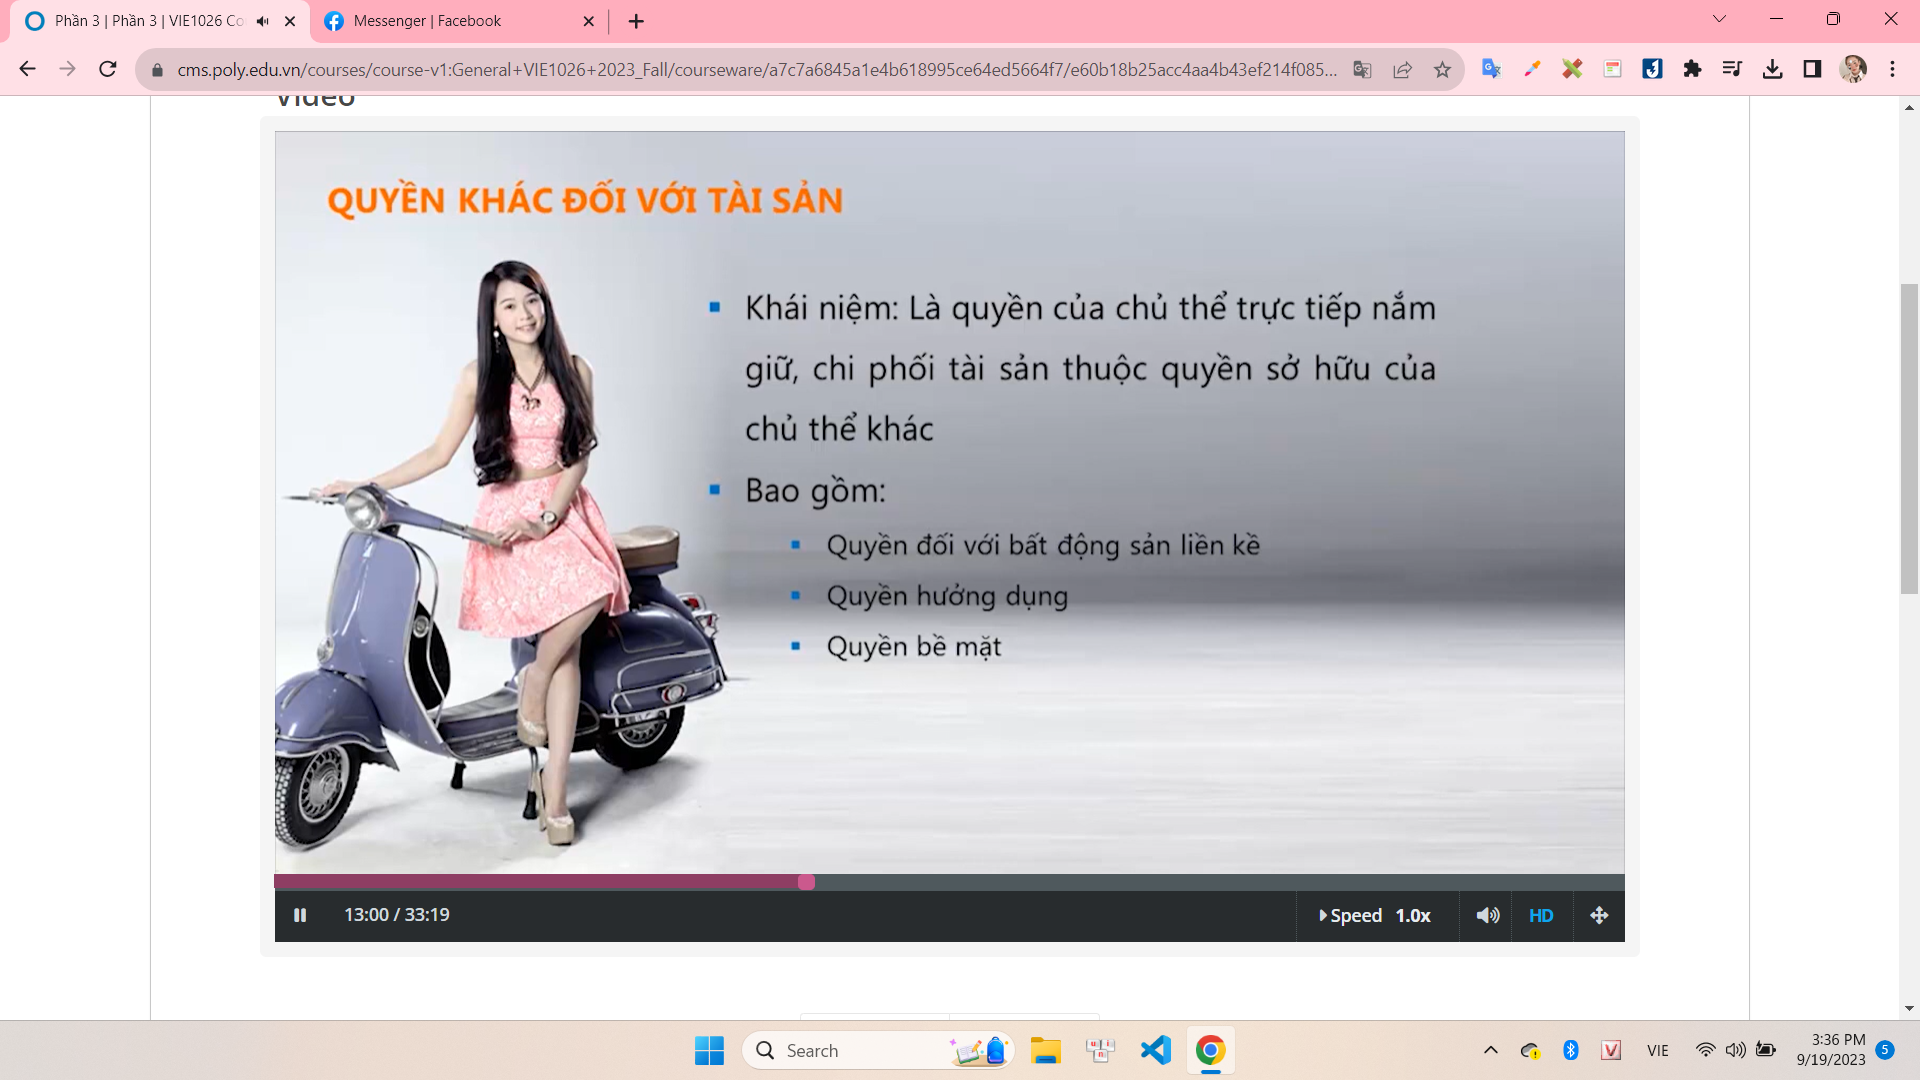 Phần 3 | Phần 3 | VIE1026 Co
Messenger | Facebook
cms.poly.edu.vn/courses/course-v1:General+VIE1026+2023_Fall/courseware/a7c7a6845a1e4b618995ce64ed5664f7/e60b18b25acc4aa4b43ef214f085...
Video
QUYỀN KHÁC ĐỐI VỚI TÀI SẢN
Khái niệm: Là quyền của chủ thể trực tiếp nắm
giữ, chi phối tài sản thuộc quyền sở hữu của
chủ thể khác
Bao gồm:
Quyền đối với bất động sản liền kề
Quyền hưởng dụng
Quyền bề mặt
13:00 / 33:19
Speed 1.0x
HD
Search
VIE
3:36 PM
9/19/2023
5